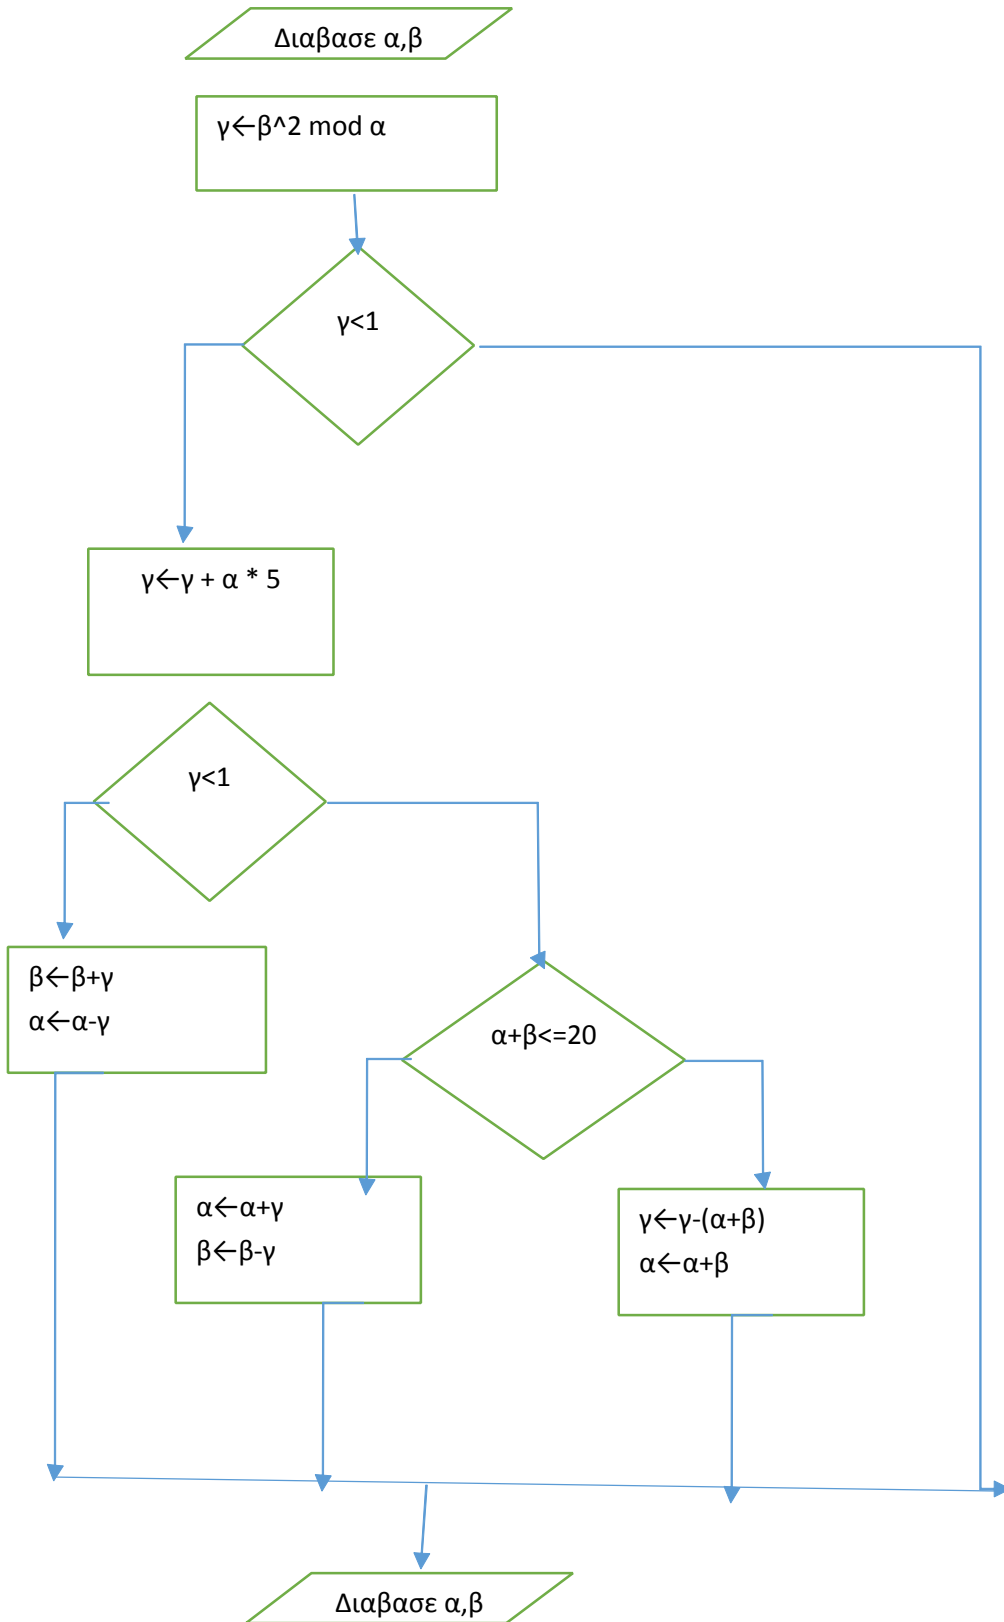 Διαβασε α,β
γ←β^2 mod α
γ<1
γ←γ + α * 5
γ<1
β←β+γ
α←α-γ
α+β<=20
α←α+γ
β←β-γ
γ←γ-(α+β)
α←α+β
Διαβασε α,β